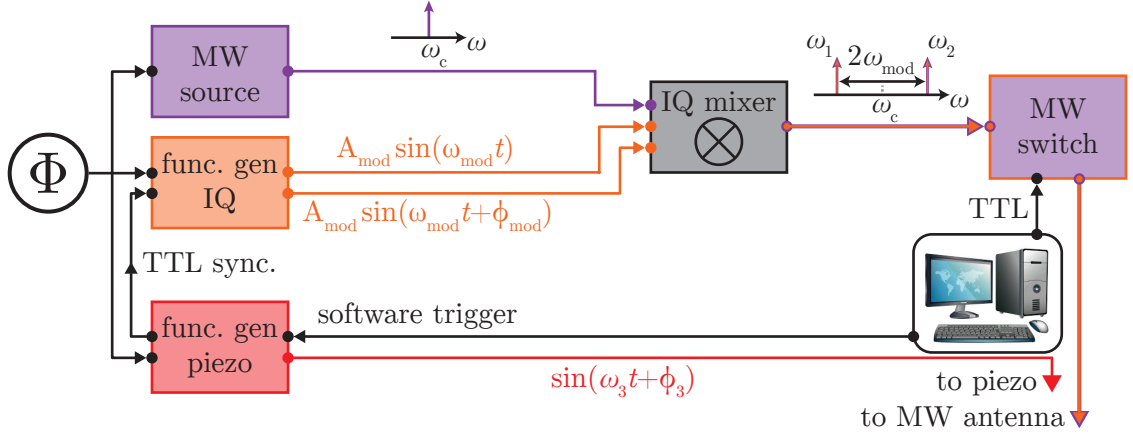 MW
source
ω_c
ω
ω_1
2ω_mod
ω_2
ω_c
ω
IQ mixer
MW
switch
Φ
func. gen
IQ
A_mod sin(ω_mod t)
A_mod sin(ω_mod t+ϕ_mod)
TTL
TTL sync.
func. gen
piezo
software trigger
sin(ω_3 t+ϕ_3)
to piezo
to MW antenna